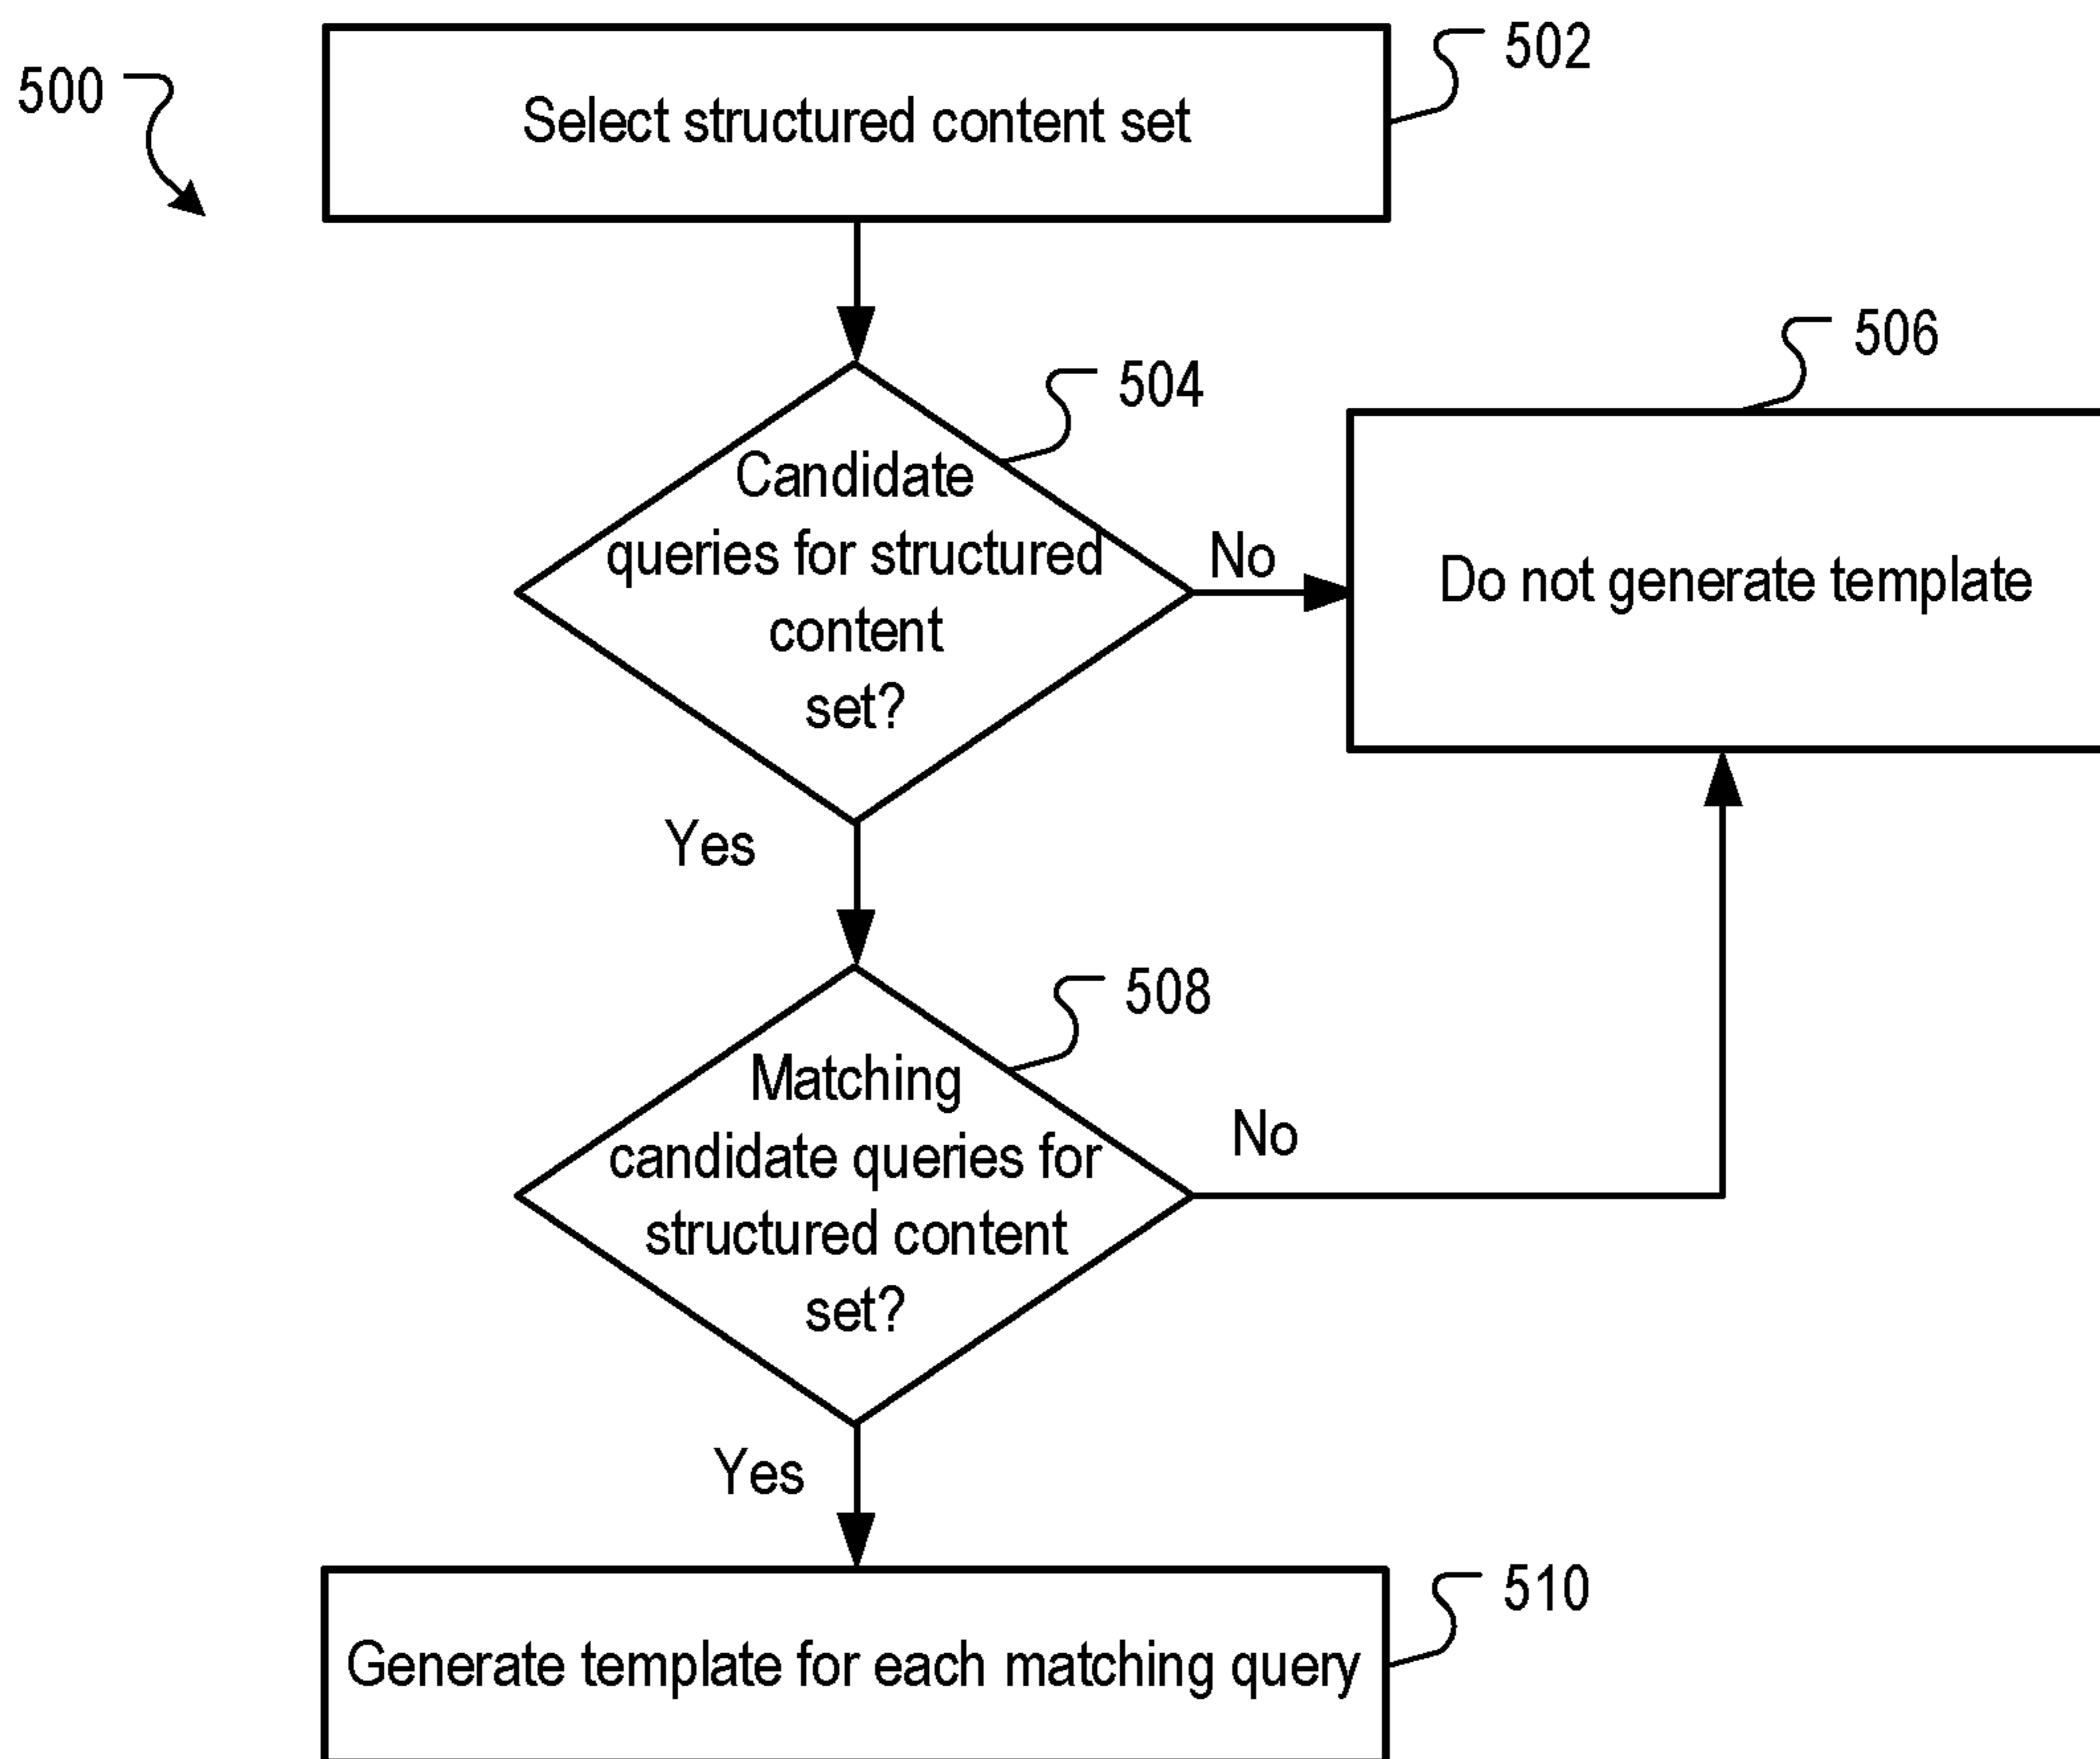 500
502
Select structured content set
504
Candidate
queries for structured
content
set?
No
506
Do not generate template
Yes
508
Matching
candidate queries for
structured content
set?
No
Yes
510
Generate template for each matching query